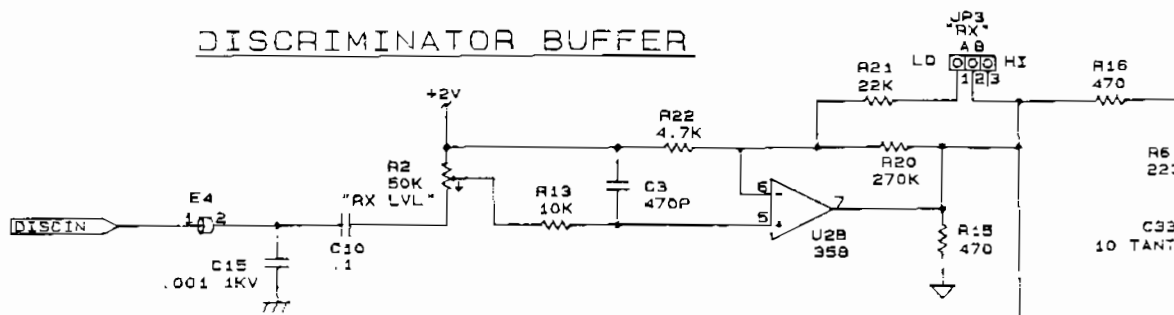 DISCRIMINATOR BUFFER
JP3
"RX"
A B
LO
HI
1 2 3
R21
22K
R16
470
+2V
R22
4.7K
R20
270K
R2
50K
"RX LVL"
R13
10K
C3
470P
6
-
5
+
7
U2B
358
R15
470
E4
1
2
DISCIN
C10
.1
C15
.001 1KV
R6
C33
10 TANT